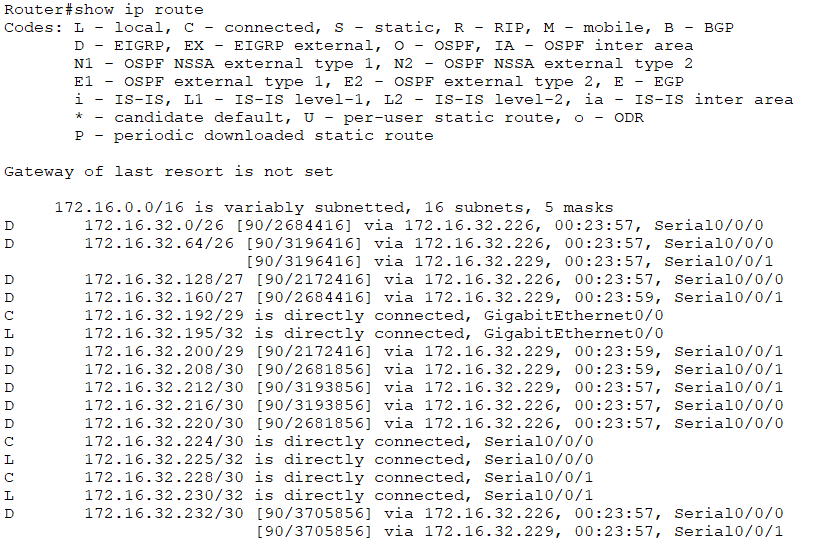 Router#show ip route
Codes: L - local, C - connected, S - static, R - RIP, M - mobile, B - BGP
D - EIGRP, EX - EIGRP external, O - OSPF, IA - OSPF inter area
N1 - OSPF NSSA external type 1, N2 - OSPF NSSA external type 2
E1 - OSPF external type 1, E2 - OSPF external type 2, E - EGP
i - IS-IS, L1 - IS-IS level-1, L2 - IS-IS level-2, ia - IS-IS inter area
* - candidate default, U - per-user static route, o - ODR
P - periodic downloaded static route
Gateway of last resort is not set
172.16.0.0/16 is variably subnetted, 16 subnets, 5 masks
D 172.16.32.0/26 [90/2684416] via 172.16.32.226, 00:23:57, Serial0/0/0
D 172.16.32.64/26 [90/3196416] via 172.16.32.226, 00:23:57, Serial0/0/0
[90/3196416] via 172.16.32.229, 00:23:57, Serial0/0/1
D 172.16.32.128/27 [90/2172416] via 172.16.32.226, 00:23:57, Serial0/0/0
D 172.16.32.160/27 [90/2684416] via 172.16.32.229, 00:23:59, Serial0/0/1
C 172.16.32.192/29 is directly connected, GigabitEthernet0/0
L 172.16.32.195/32 is directly connected, GigabitEthernet0/0
D 172.16.32.200/29 [90/2172416] via 172.16.32.229, 00:23:59, Serial0/0/1
D 172.16.32.208/30 [90/2681856] via 172.16.32.229, 00:23:59, Serial0/0/1
D 172.16.32.212/30 [90/3193856] via 172.16.32.229, 00:23:57, Serial0/0/1
D 172.16.32.216/30 [90/3193856] via 172.16.32.226, 00:23:57, Serial0/0/0
D 172.16.32.220/30 [90/2681856] via 172.16.32.226, 00:23:57, Serial0/0/0
C 172.16.32.224/30 is directly connected, Serial0/0/0
L 172.16.32.225/32 is directly connected, Serial0/0/0
C 172.16.32.228/30 is directly connected, Serial0/0/1
L 172.16.32.230/32 is directly connected, Serial0/0/1
D 172.16.32.232/30 [90/3705856] via 172.16.32.226, 00:23:57, Serial0/0/0
[90/3705856] via 172.16.32.229, 00:23:57, Serial0/0/1